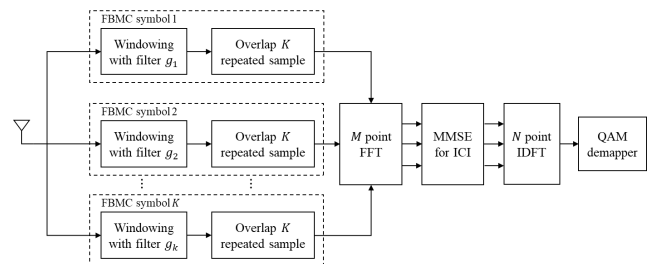 FBMC symbol 1
Windowing
with filter g₁
Overlap K
repeated sample
FBMC symbol 2
Windowing
with filter g₂
Overlap K
repeated sample
M point
FFT
MMSE
for ICI
N point
IDFT
QAM
demapper
FBMC symbol K
Windowing
with filter gₖ
Overlap K
repeated sample